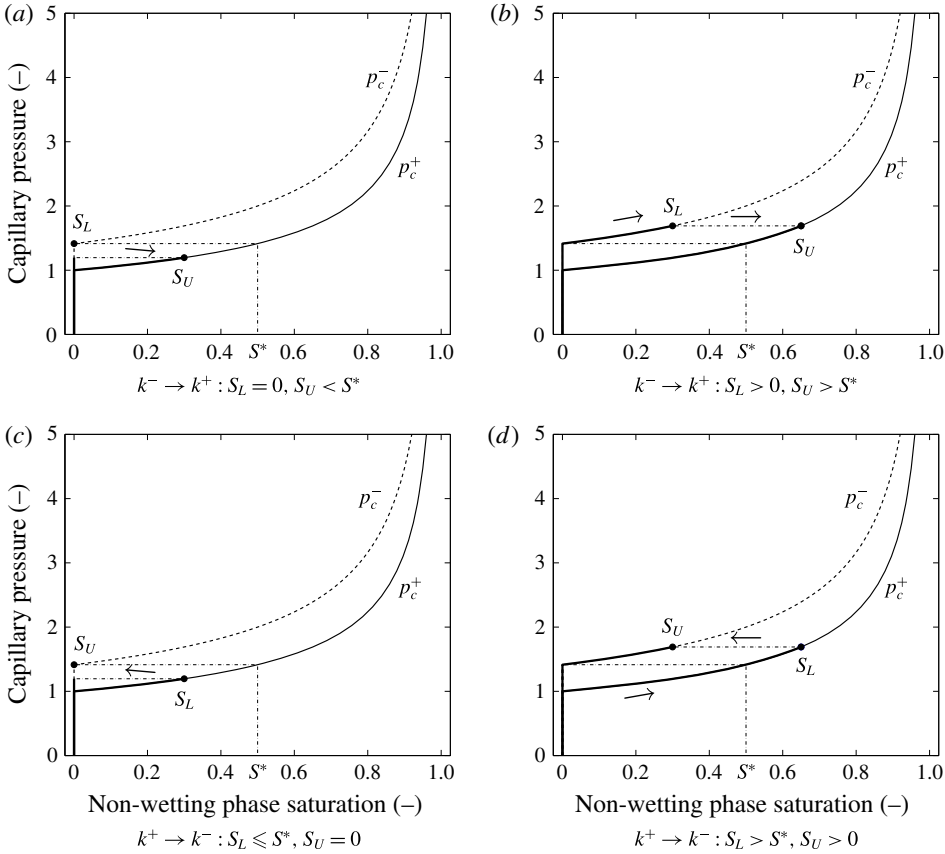 (a)
Capillary pressure (–)
5
4
3
2
1
0
S_L
S_U
p_c^-
p_c^+
0 0.2 0.4 S* 0.6 0.8 1.0
k^- → k^+ : S_L = 0, S_U < S*
(b)
5
4
3
2
1
0
S_L
S_U
p_c^-
p_c^+
0 0.2 0.4 S* 0.6 0.8 1.0
k^- → k^+ : S_L > 0, S_U > S*
(c)
Capillary pressure (–)
5
4
3
2
1
0
S_U
S_L
p_c^-
p_c^+
0 0.2 0.4 S* 0.6 0.8 1.0
Non-wetting phase saturation (–)
k^+ → k^- : S_L ⩽ S*, S_U = 0
(d)
5
4
3
2
1
0
S_U
S_L
p_c^-
p_c^+
0 0.2 0.4 S* 0.6 0.8 1.0
Non-wetting phase saturation (–)
k^+ → k^- : S_L > S*, S_U > 0